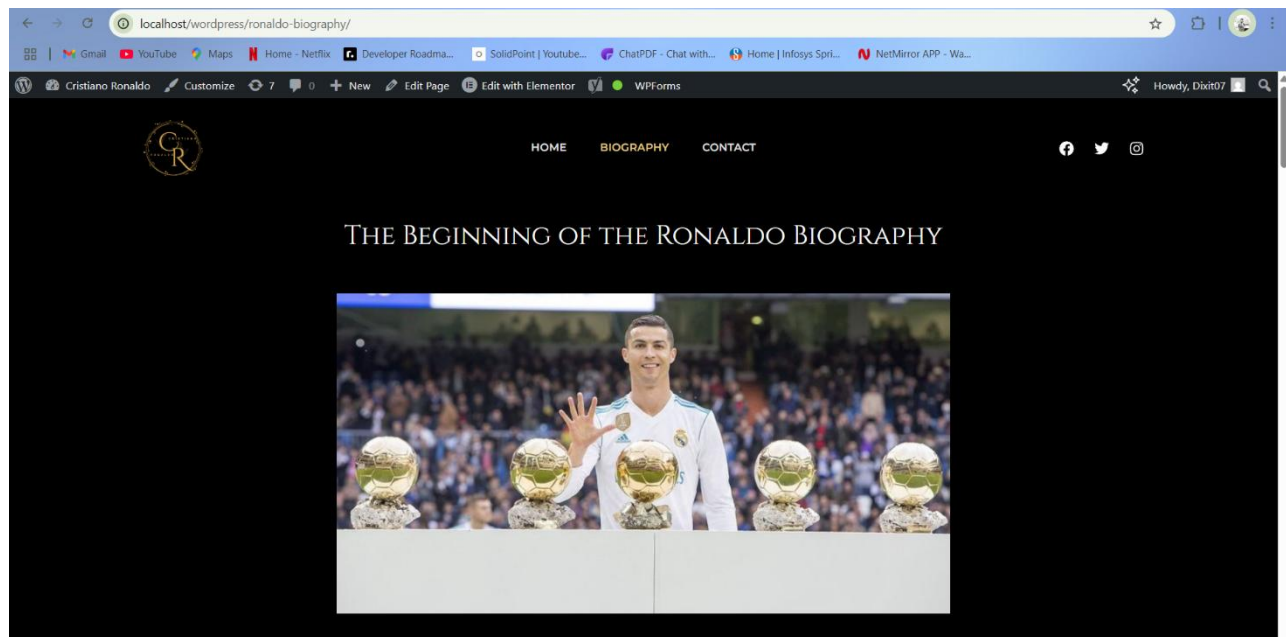 localhost/wordpress/ronaldo-biography/
Gmail YouTube Maps Home - Netflix Developer Roadma... SolidPoint | Youtube... ChatPDF - Chat with... Home | Infosys Spri... NetMirror APP - Wa...
Cristiano Ronaldo Customize 7 0 New Edit Page Edit with Elementor WPForms Howdy, Dixit07
CR
HOME BIOGRAPHY CONTACT
The Beginning of the Ronaldo Biography